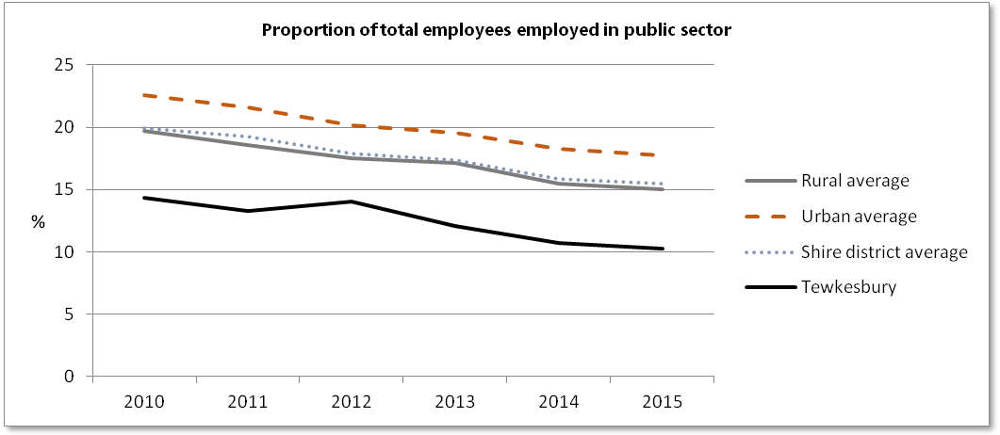 Proportion of total employees employed in public sector
25
20
15
10
5
0
%
2010 2011 2012 2013 2014 2015
Rural average
Urban average
Shire district average
Tewkesbury